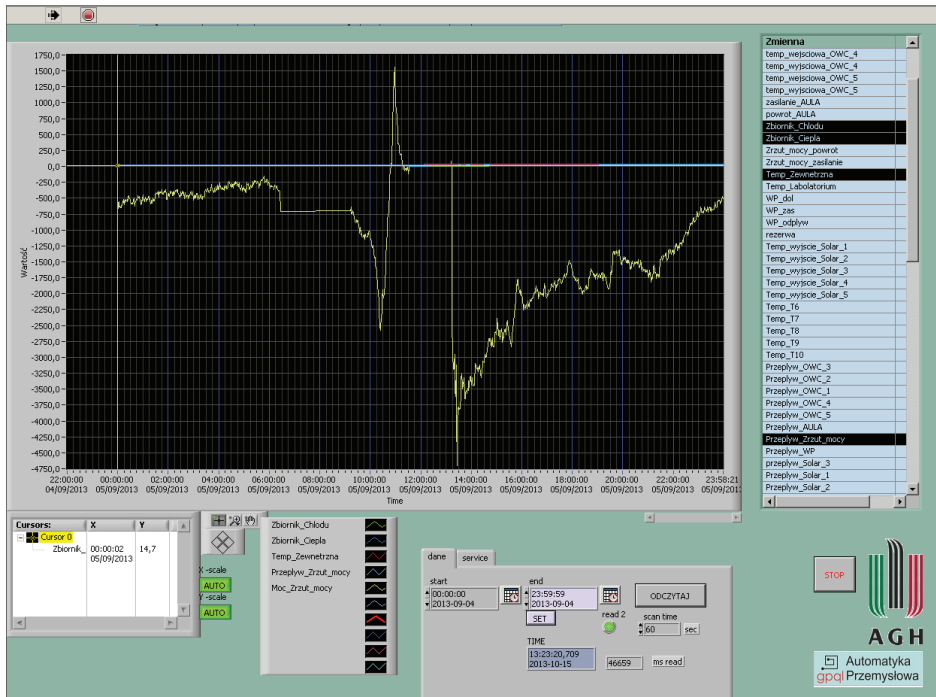 1750,0
1500,0
1250,0
1000,0
750,0
500,0
250,0
0,0
-250,0
-500,0
-750,0
-1000,0
-1250,0
-1500,0
-1750,0
-2000,0
-2250,0
-2500,0
-2750,0
-3000,0
-3250,0
-3500,0
-3750,0
-4000,0
-4250,0
-4500,0
-4750,0
Wartość
22:00:00 00:00:00 02:00:00 04:00:00 06:00:00 08:00:00 10:00:00 12:00:00 14:00:00 16:00:00 18:00:00 20:00:00 22:00:00 23:58:21
04/09/2013 05/09/2013 05/09/2013 05/09/2013 05/09/2013 05/09/2013 05/09/2013 05/09/2013 05/09/2013 05/09/2013 05/09/2013 05/09/2013 05/09/2013 05/09/2013
Time
Zmienna
temp_wejsciowa_OWC_4
temp_wyjsciowa_OWC_4
temp_wejsciowa_OWC_5
temp_wyjsciowa_OWC_5
zasilanie_AULA
powrot_AULA
Zbiornik_Chlodu
Zbiornik_Ciepla
Zrzut_mocy_powrot
Zrzut_mocy_zasilanie
Temp_Zewnetrzna
Temp_Labolatorium
WP_dol
WP_zas
WP_odplyw
rezerwa
Temp_wyjscie_Solar_1
Temp_wyjscie_Solar_2
Temp_wyjscie_Solar_3
Temp_wyjscie_Solar_4
Temp_wyjscie_Solar_5
Temp_T6
Temp_T7
Temp_T8
Temp_T9
Temp_T10
Przeplyw_OWC_3
Przeplyw_OWC_2
Przeplyw_OWC_1
Przeplyw_OWC_4
Przeplyw_OWC_5
Przeplyw_AULA
Przeplyw_Zrzut_mocy
Przeplyw_WP
przeplyw_Solar_3
Przeplyw_Solar_1
Przeplyw_Solar_2
Cursors: X Y
Cursor 0
Zbiornik_ 00:00:02 14,7
05/09/2013
X -scale
AUTO
Y -scale
AUTO
Zbiornik_Chlodu
Zbiornik_Ciepla
Temp_Zewnetrzna
Przeplyw_Zrzut_mocy
Moc_Zrzut_mocy
dane service
start end
00:00:00 23:59:59
2013-09-04 2013-09-04
ODCZYTAJ
SET
read 2
scan time
60 sec
TIME
13:23:20,709
2013-10-15
46659 ms read
STOP
AGH
Automatyka
gpql Przemysłowa